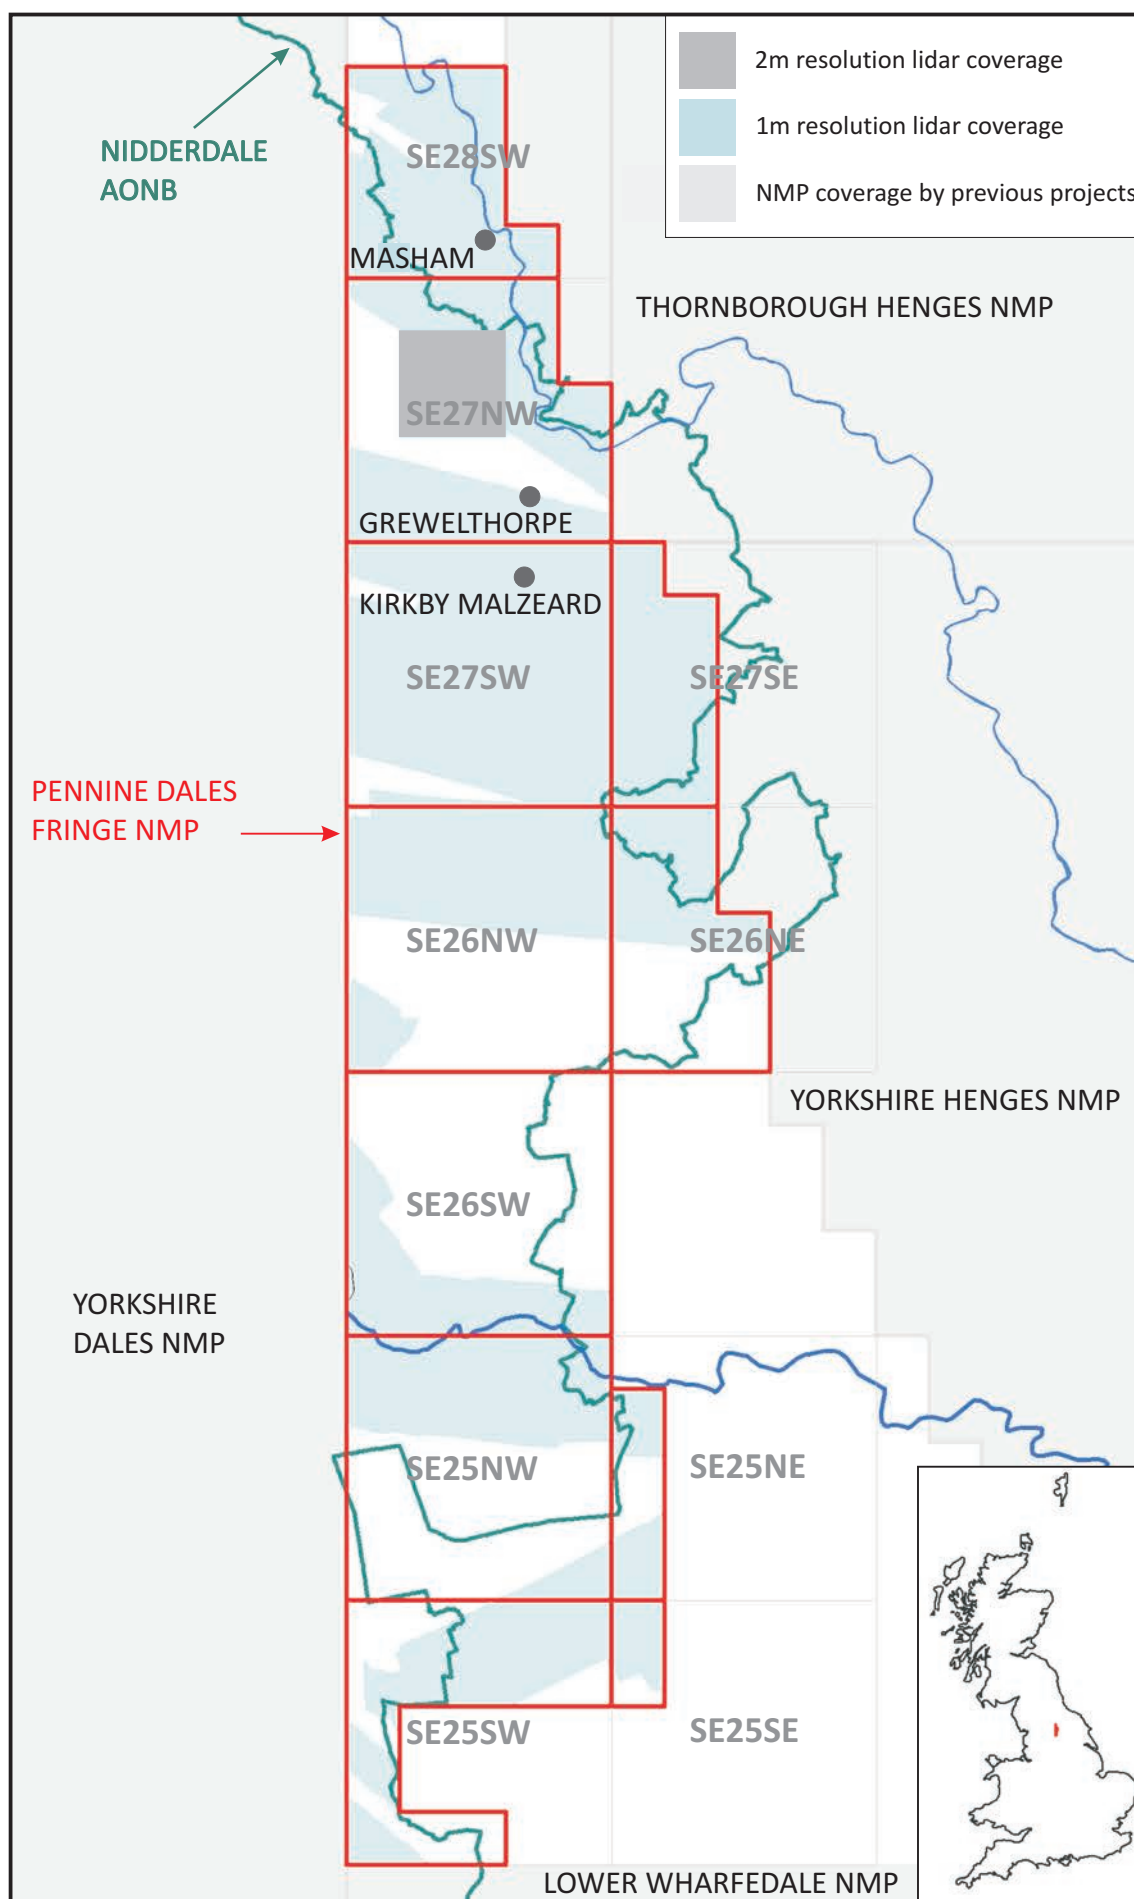 2m resolution lidar coverage
1m resolution lidar coverage
NMP coverage by previous projects
NIDDERDALE
AONB
SE28SW
MASHAM
THORNBOROUGH HENGES NMP
SE27NW
GREWELTHORPE
KIRKBY MALZEARD
SE27SW
SE27SE
PENNINE DALES
FRINGE NMP
SE26NW
SE26NE
YORKSHIRE HENGES NMP
SE26SW
YORKSHIRE
DALES NMP
SE25NW
SE25NE
SE25SW
SE25SE
LOWER WHARFEDALE NMP